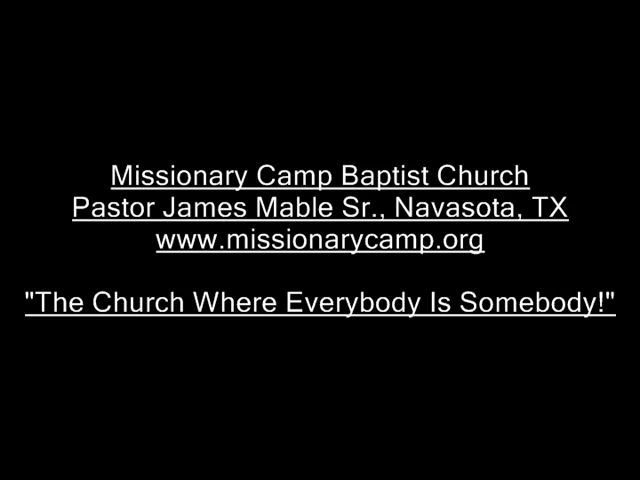 Missionary Camp Baptist Church
Pastor James Mable Sr., Navasota, TX
www.missionarycamp.org
"The Church Where Everybody Is Somebody!"